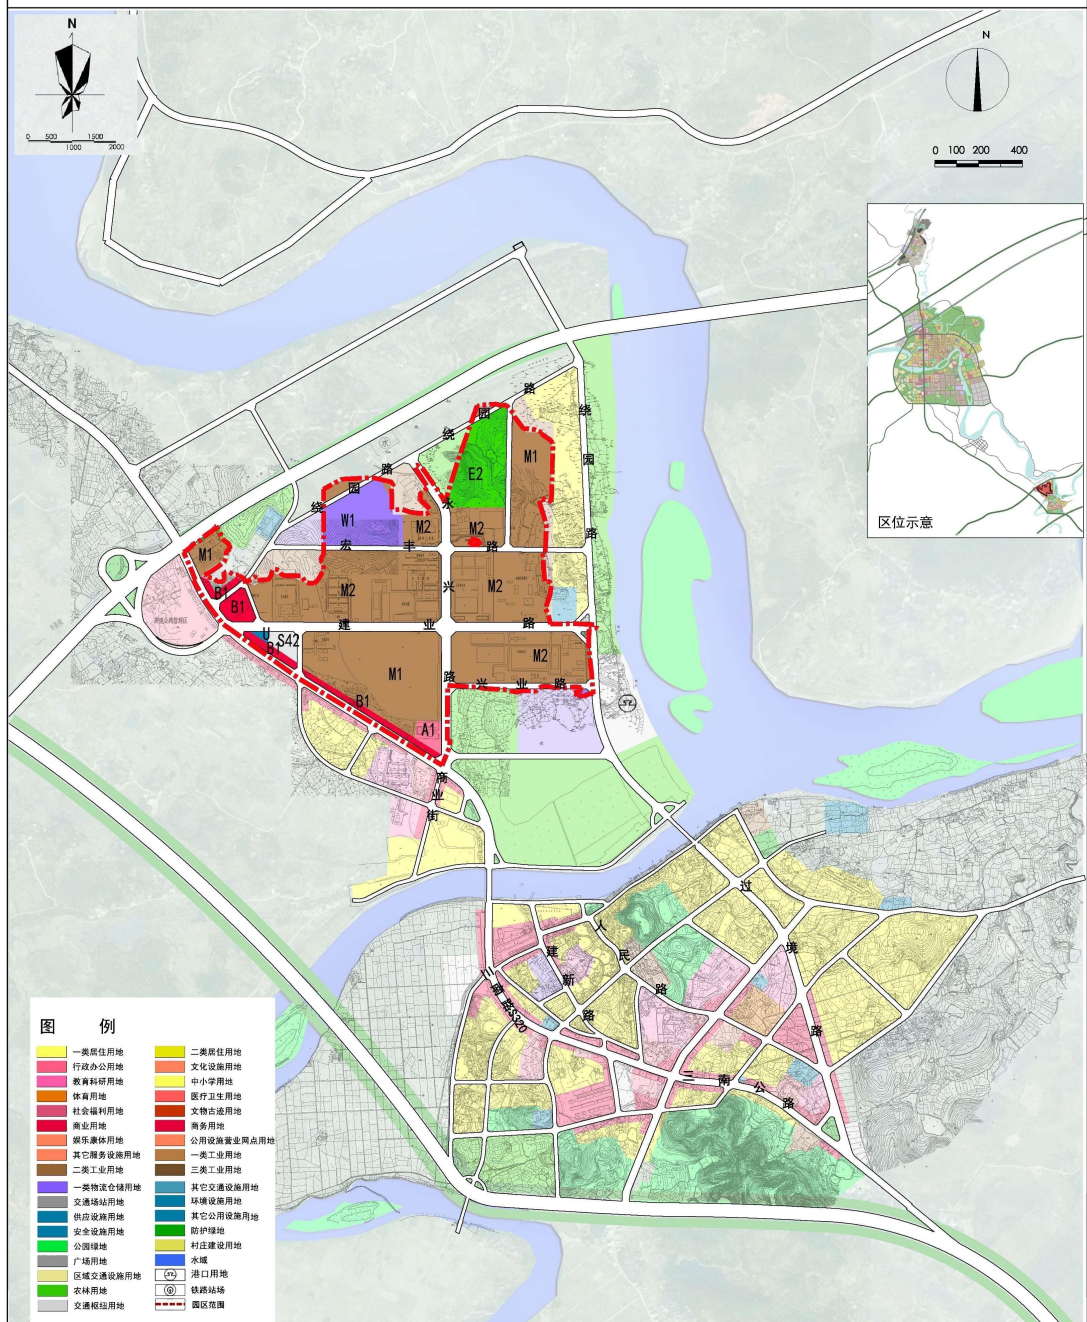 N
0 500 1500
1000 2000
N
0 100 200 400
区位示意
路
园
绕
绕
M1
园
路
E2
园
水
绕
W1
M2
M2
路
宏 丰 路
M1
M2
兴
M2
B1
B1
建 业 路
U
S42
B1
M2
M1
路 兴 业 路
B1
A1
商
业
街
过
人
建
民
境
新
路
路
三南路S320
路
三 南 公 路
图 例
一类居住用地
二类居住用地
行政办公用地
文化设施用地
教育科研用地
中小学用地
体育用地
医疗卫生用地
社会福利用地
文物古迹用地
商业用地
商务用地
娱乐康体用地
公用设施营业网点用地
其它服务设施用地
一类工业用地
二类工业用地
三类工业用地
一类物流仓储用地
其它交通设施用地
交通场站用地
环境设施用地
供应设施用地
其它公用设施用地
安全设施用地
防护绿地
公园绿地
村庄建设用地
广场用地
水域
区域交通设施用地
港口用地
农林用地
铁路站场
交通枢纽用地
园区范围